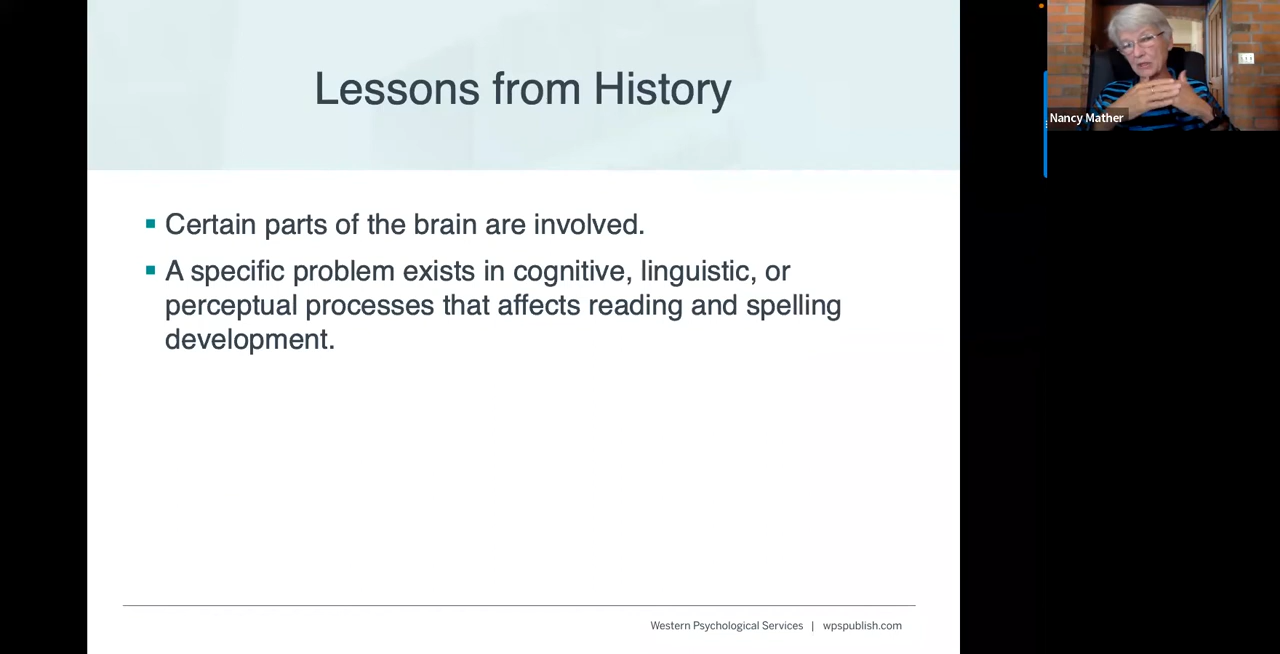 Lessons from History
Certain parts of the brain are involved.
A specific problem exists in cognitive, linguistic, or
perceptual processes that affects reading and spelling
development.
Western Psychological Services | wpspublish.com
Nancy Mather